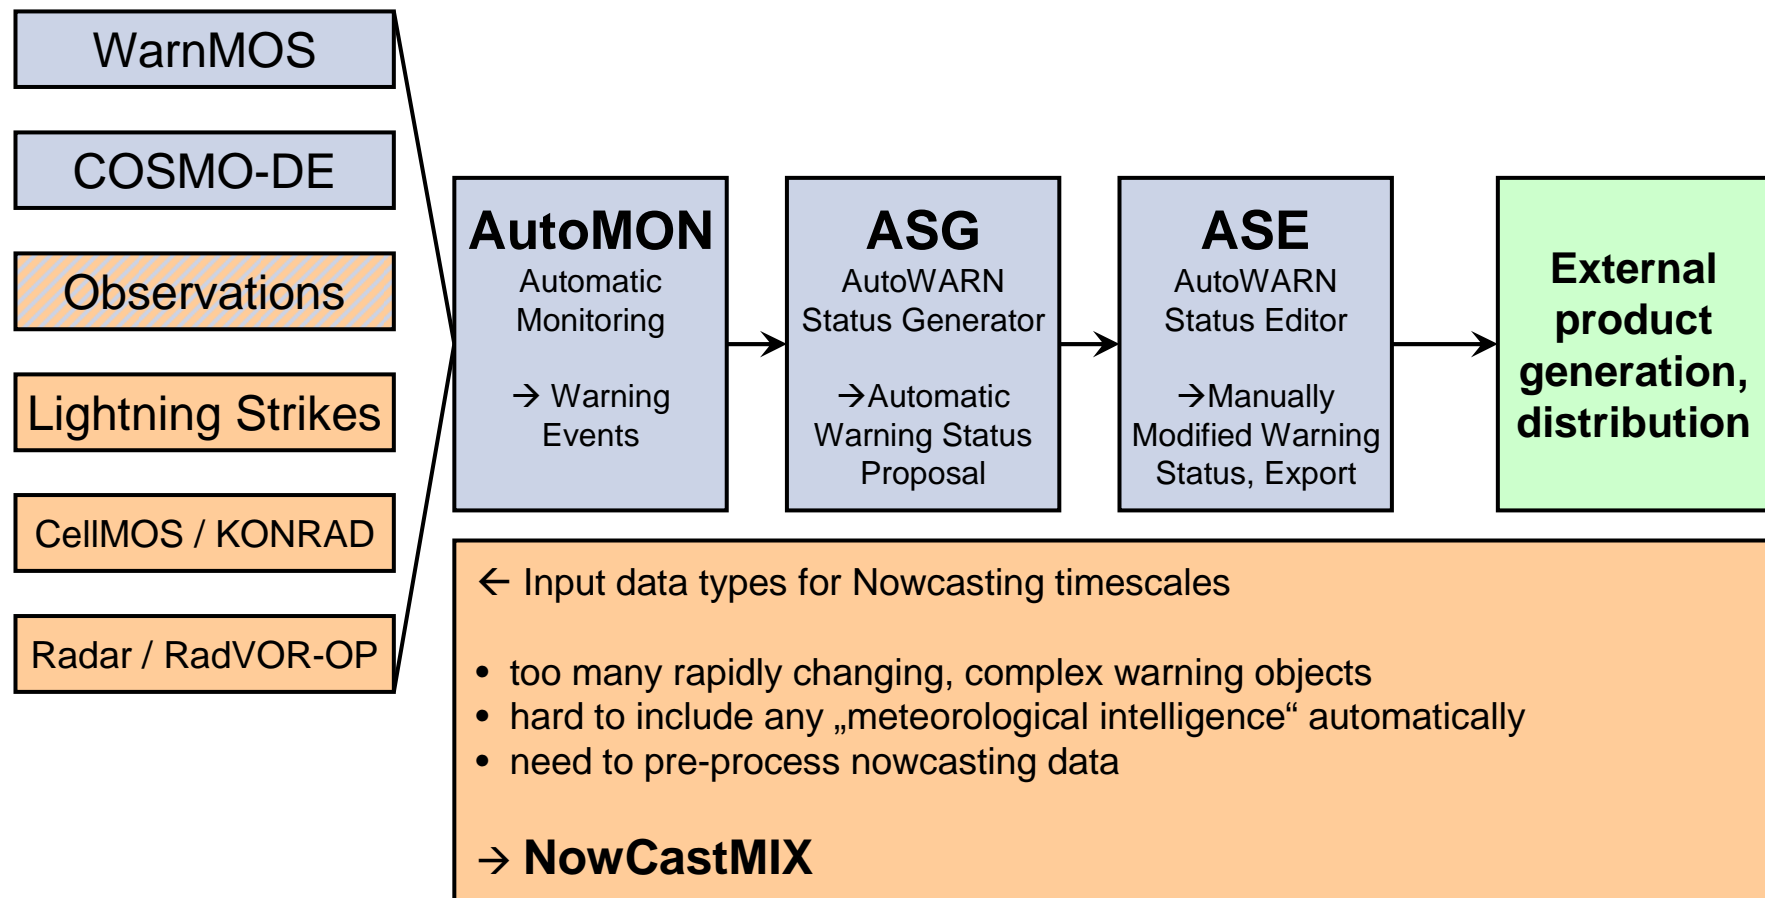 WarnMOS
COSMO-DE
Observations
Lightning Strikes
CellMOS / KONRAD
Radar / RadVOR-OP
AutoMON
Automatic
Monitoring
→ Warning
Events
ASG
AutoWARN
Status Generator
→Automatic
Warning Status
Proposal
ASE
AutoWARN
Status Editor
→Manually
Modified Warning
Status, Export
External
product
generation,
distribution
← Input data types for Nowcasting timescales
• too many rapidly changing, complex warning objects
• hard to include any „meteorological intelligence“ automatically
• need to pre-process nowcasting data
→ NowCastMIX